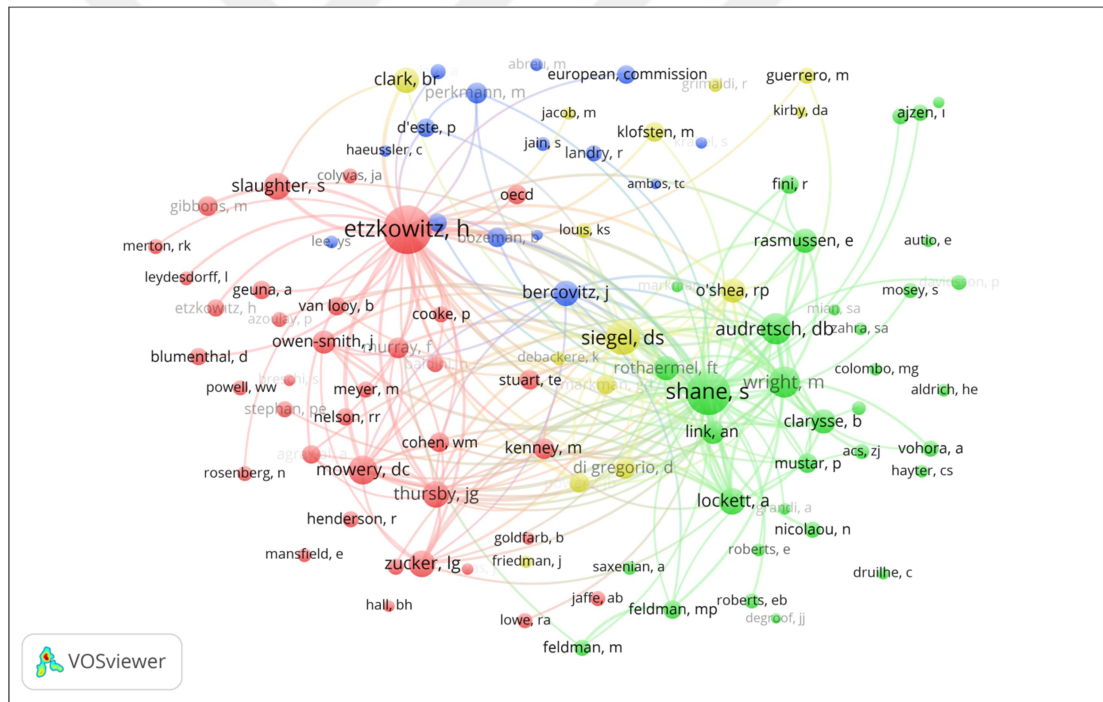 abreu, m
clark, br
european, commission
guerrero, m
grimaldi, r
perkmann, m
jacob, m
kirby, da
ajzen, i
d'este, p
klofsten, m
haeussler, c
jain, s
landry, r
colyvas, ja
slaughter, s
ambos, tc
fini, r
oecd
gibbons, m
etzkowitz, h
louis, ks
merton, rk
lee, ys
bozeman, b
rasmussen, e
autio, e
leydesdorff, l
geuna, a
bercovitz, j
o'shea, rp
mosey, s
etzkowitz, h
van looy, b
cooke, p
mian, sa
azoulay, p
audretsch, db
zahra, sa
owen-smith, j
siegel, ds
murray, f
blumenthal, d
debackere, k
rothaermel, ft
colombo, mg
powell, ww
meyer, m
stuart, te
shane, s
wright, m
aldrich, he
stephan, pe
nelson, rr
link, an
clarysse, b
cohen, wm
kenney, m
acs, zj
vohora, a
rosenberg, n
mowery, dc
di gregorio, d
mustar, p
hayter, cs
thursby, jg
lockett, a
grandi, a
henderson, r
nicolaou, n
goldfarb, b
mansfield, e
zucker, lg
friedman, j
saxenian, a
roberts, e
druilhe, c
hall, bh
jaffe, ab
feldman, mp
roberts, eb
lowe, ra
degroof, jj
feldman, m
VOSviewer